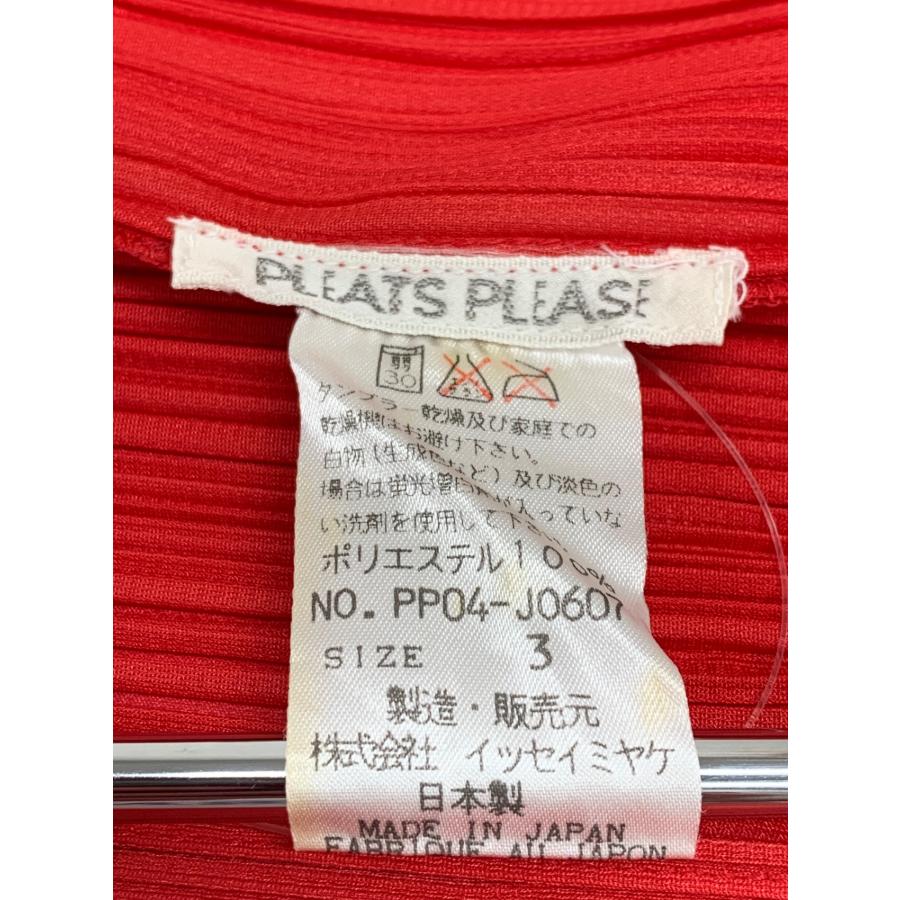 PLEATS PLEASE
30
タンブラー乾燥及び家庭での
乾燥機はお避け下さい。
白物(生成色など)及び淡色の
場合は蛍光増白剤が入っていな
い洗剤を使用して下さい。
ポリエステル100%
NO. PP04-J0607
SIZE 3
製造・販売元
株式会社 イッセイミヤケ
日本製
MADE IN JAPAN
FABRIQUE AU JAPON